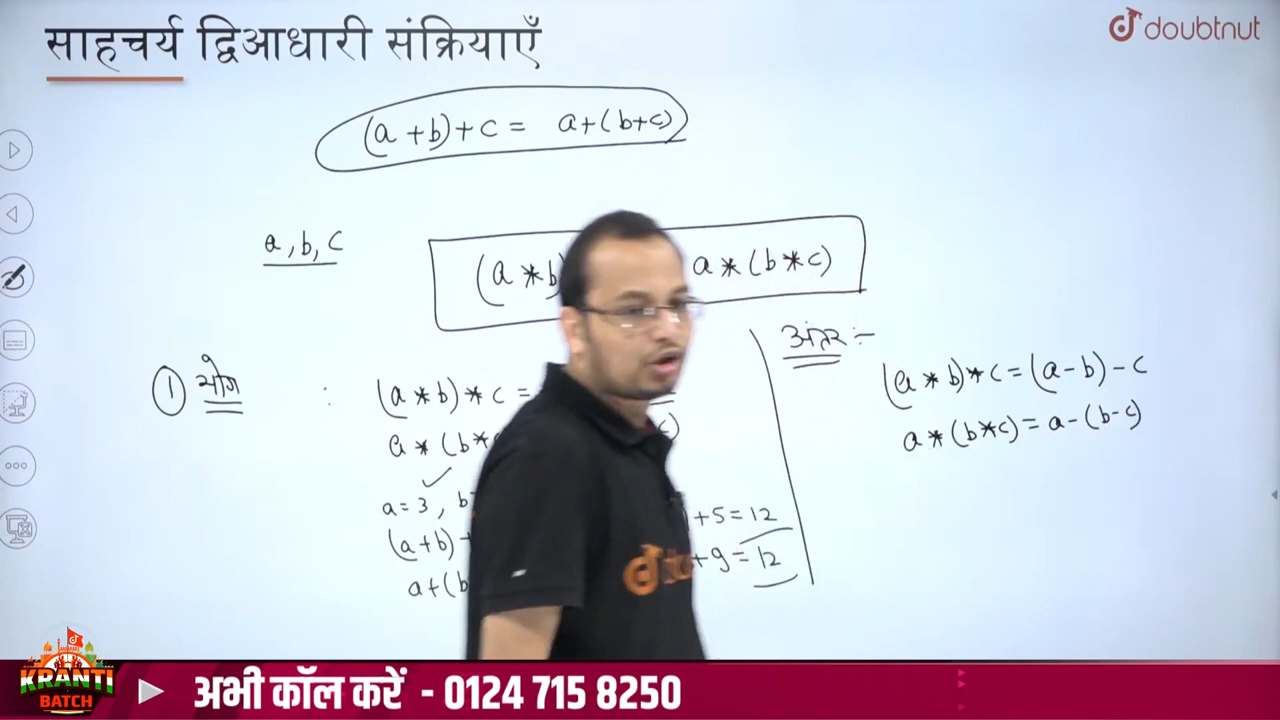 साहचर्य द्विआधारी संक्रियाएँ
doubtnut
(a + b) + c = a + (b + c)
a, b, c
(a * b) a * (b * c)
① योग : (a * b) * c =
a * (b *
a = 3, b
(a + b) + + 5 = 12
a + (b + 9 = 12
अंतर :-
(a * b) * c = (a - b) - c
a * (b * c) = a - (b - c)
KRANTI
BATCH
अभी कॉल करें - 0124 715 8250